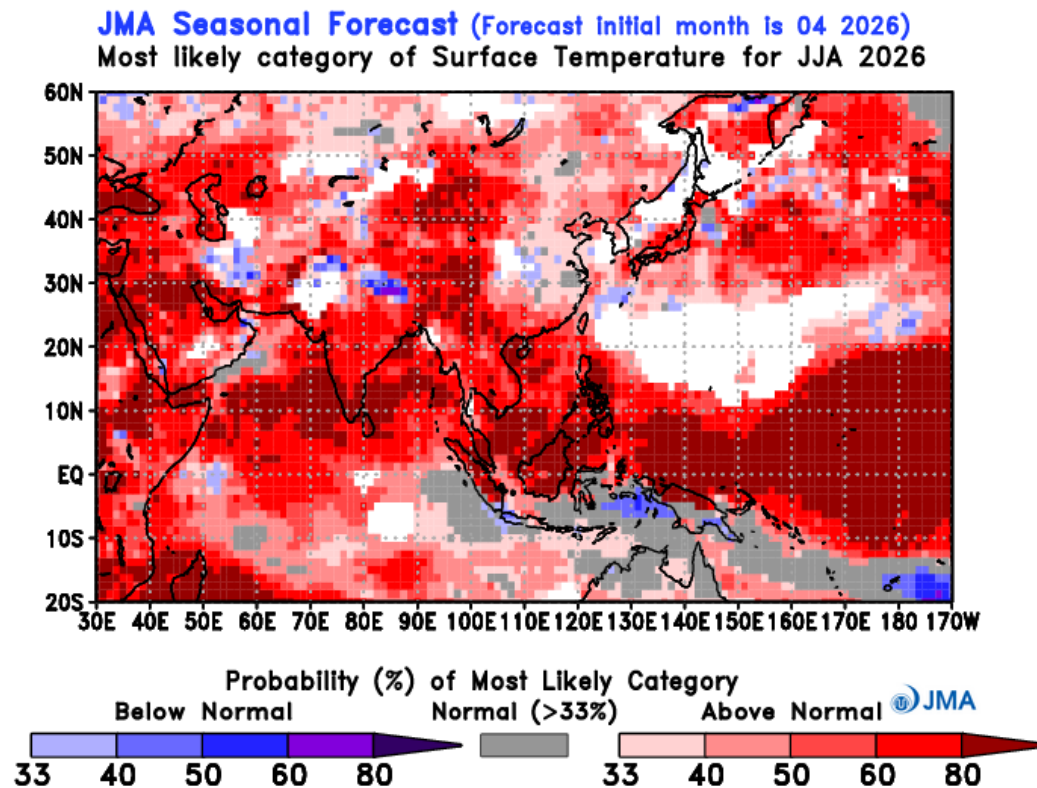 JMA Seasonal Forecast (Forecast initial month is 04 2026)
Most likely category of Surface Temperature for JJA 2026
60N
50N
40N
30N
20N
10N
EQ
10S
20S
30E 40E 50E 60E 70E 80E 90E 100E 110E 120E 130E 140E 150E 160E 170E 180 170W
Probability (%) of Most Likely Category
Below Normal Normal (>33%) Above Normal JMA
33 40 50 60 80 33 40 50 60 80